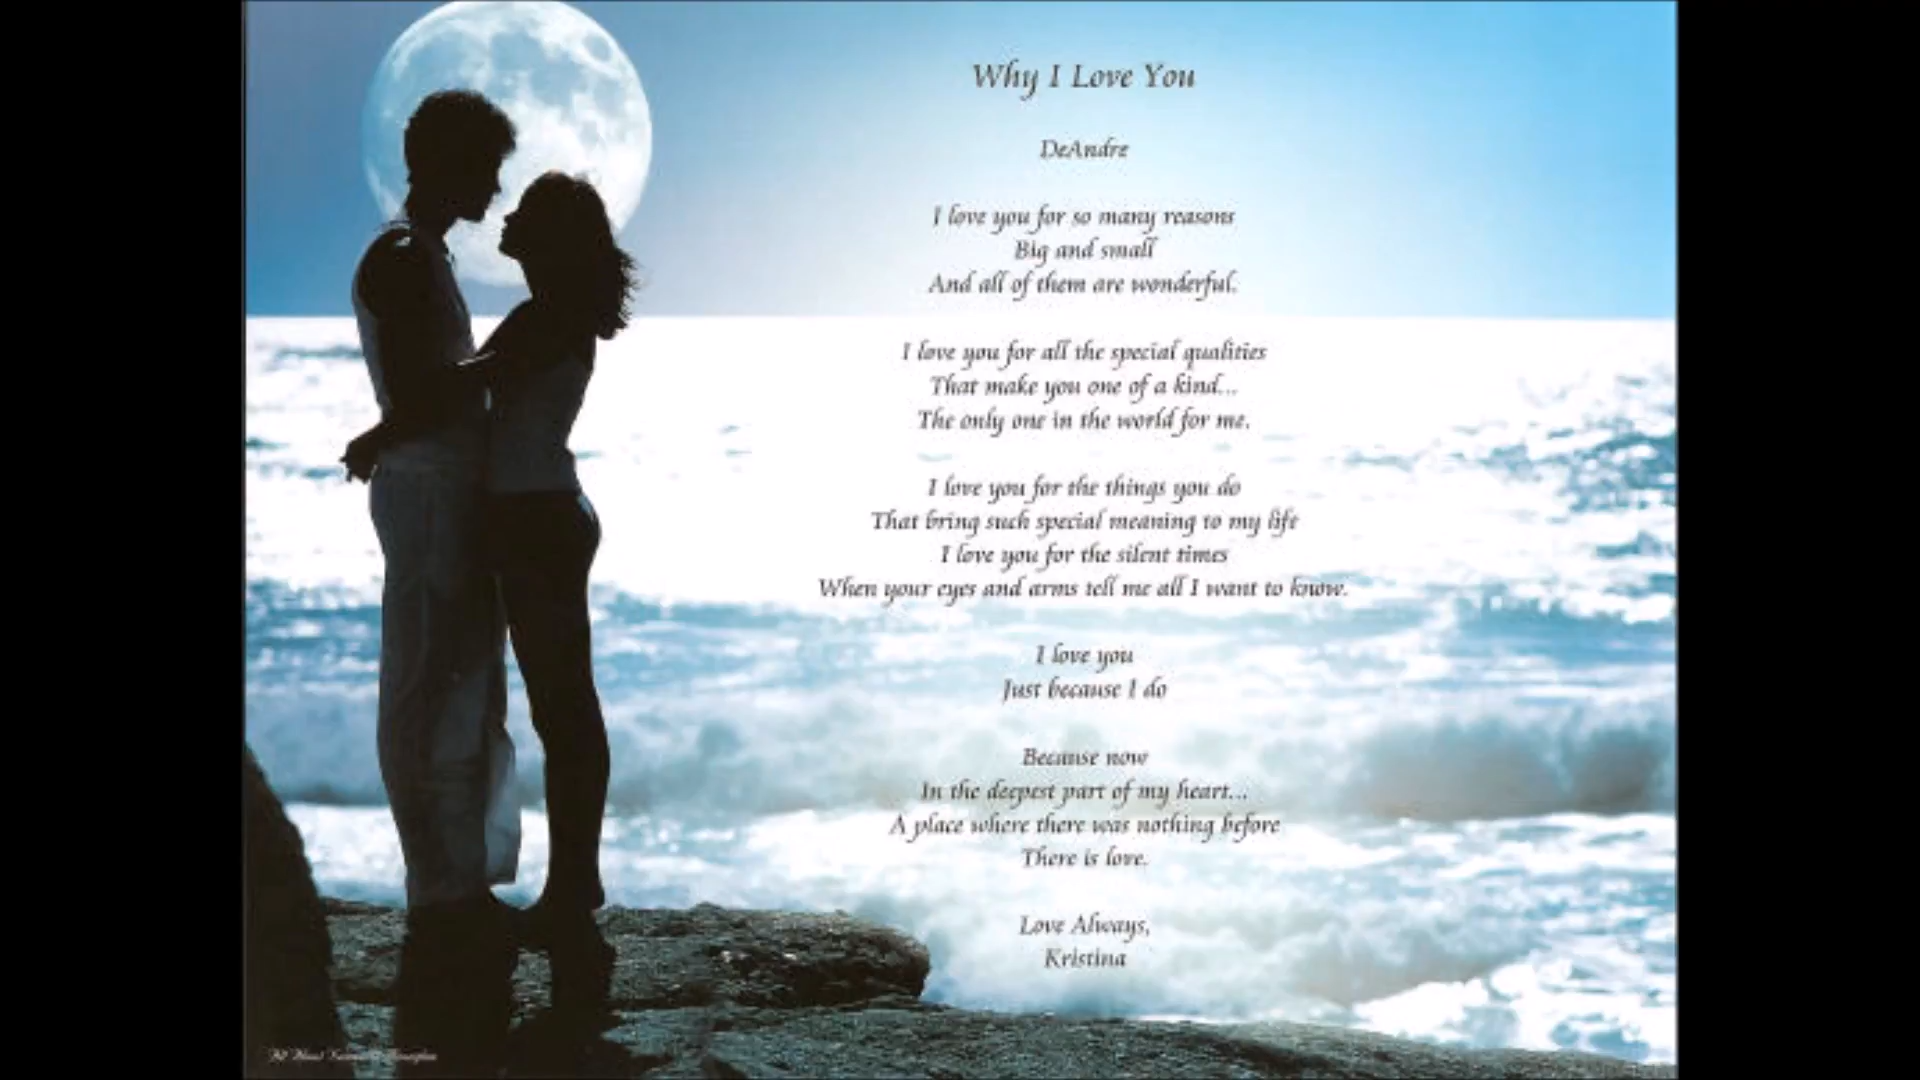 Why I Love You
DeAndre
I love you for so many reasons
Big and small
And all of them are wonderful.
I love you for all the special qualities
That make you one of a kind...
The only one in the world for me.
I love you for the things you do
That bring such special meaning to my life
I love you for the silent times
When your eyes and arms tell me all I want to know.
I love you
Just because I do
Because now
In the deepest part of my heart...
A place where there was nothing before
There is love.
Love Always,
Kristina
All About